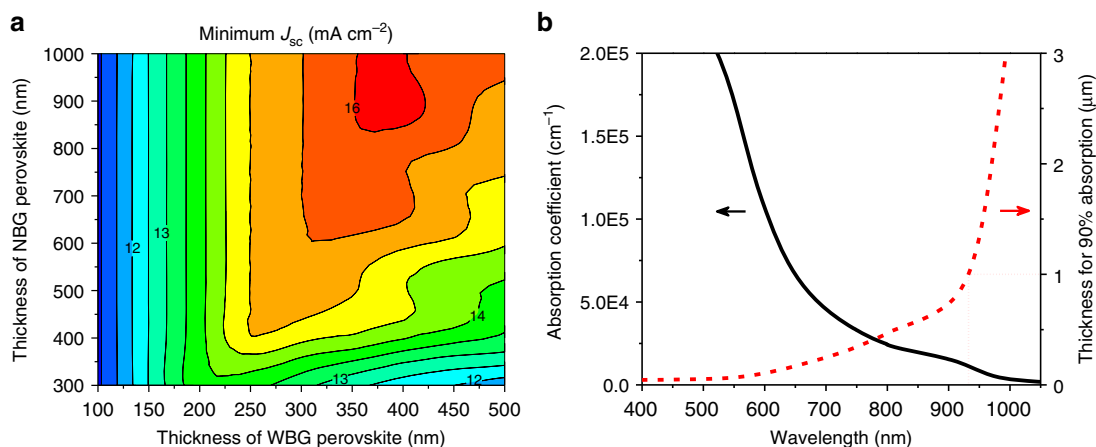 a
Minimum Jsc (mA cm–2)
Thickness of NBG perovskite (nm)
1000
900
800
700
600
500
400
300
16
12
13
14
13
12
100 150 200 250 300 350 400 450 500
Thickness of WBG perovskite (nm)
b
Absorption coefficient (cm–1)
2.0E5
1.5E5
1.0E5
5.0E4
0.0
3
2
1
0
Thickness for 90% absorption (μm)
400 500 600 700 800 900 1000
Wavelength (nm)